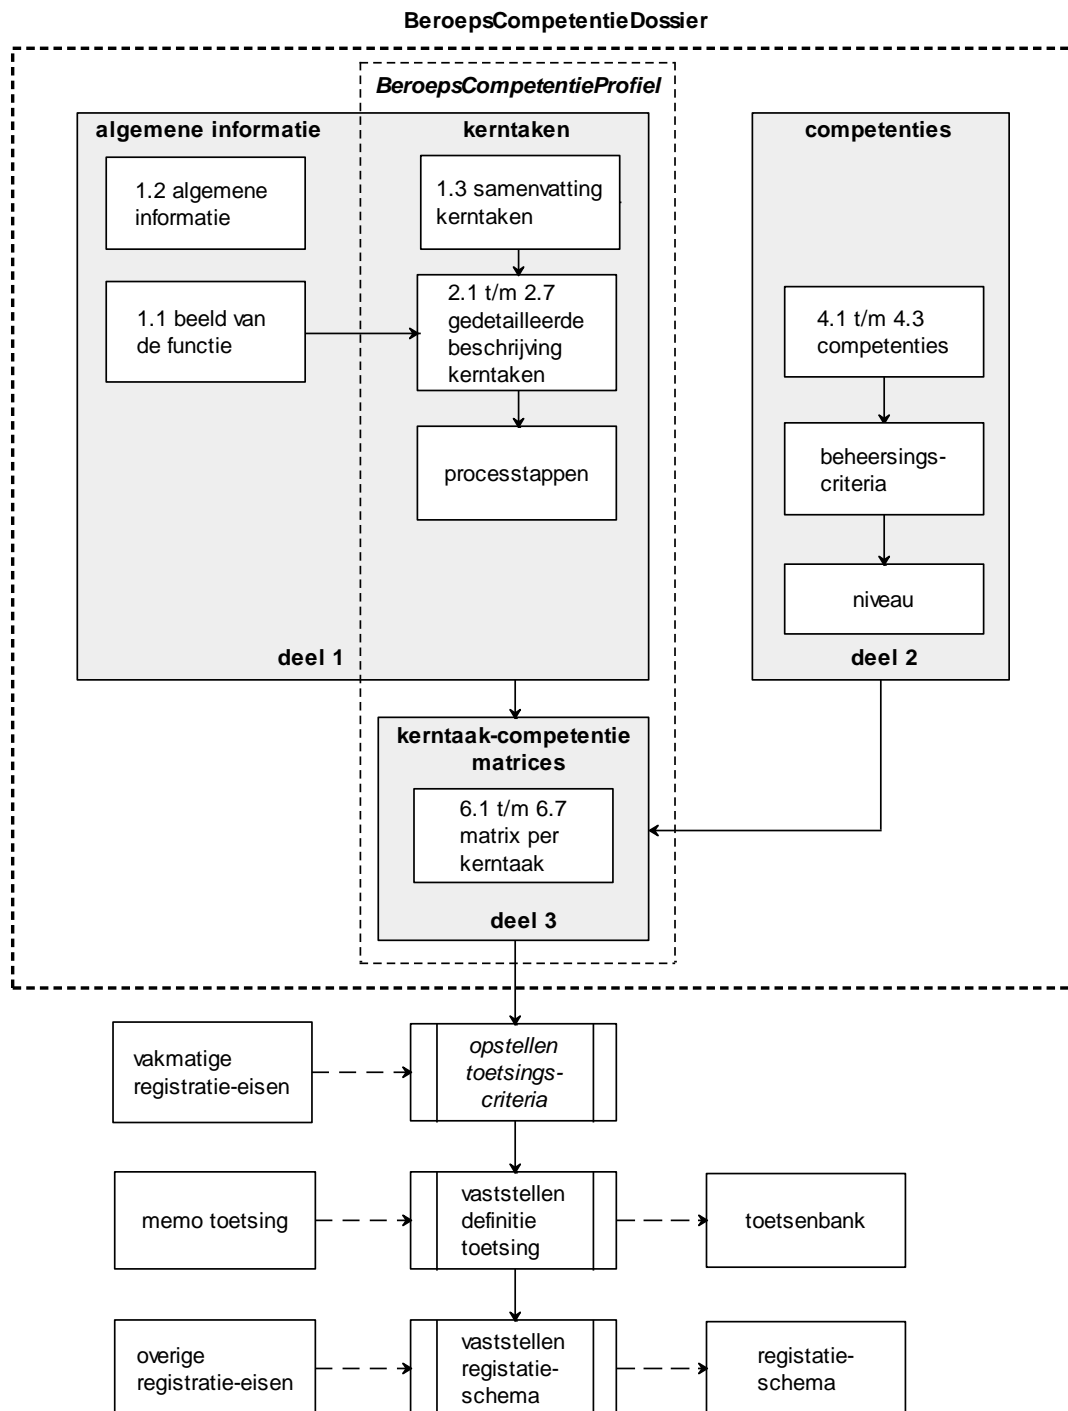 BeroepsCompetentieDossier
BeroepsCompetentieProfiel
algemene informatie
kerntaken
competenties
1.2 algemene
informatie
1.3 samenvatting
kerntaken
1.1 beeld van
de functie
2.1 t/m 2.7
gedetailleerde
beschrijving
kerntaken
4.1 t/m 4.3
competenties
processtappen
beheersings-
criteria
niveau
deel 1
deel 2
kerntaak-competentie
matrices
6.1 t/m 6.7
matrix per
kerntaak
deel 3
vakmatige
registratie-eisen
opstellen
toetsings-
criteria
memo toetsing
vaststellen
definitie
toetsing
toetsenbank
overige
registratie-eisen
vaststellen
registatie-
schema
registatie-
schema